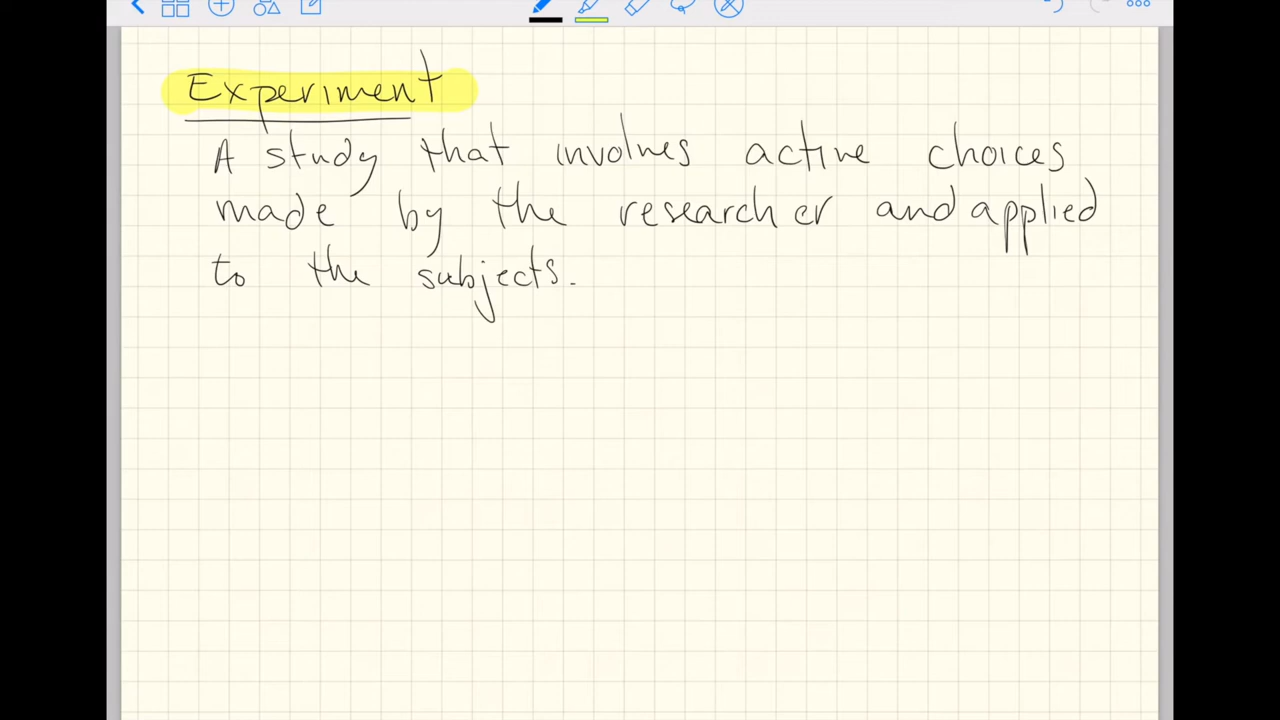 Experiment
A study that involves active choices
made by the researcher and applied
to the subjects.